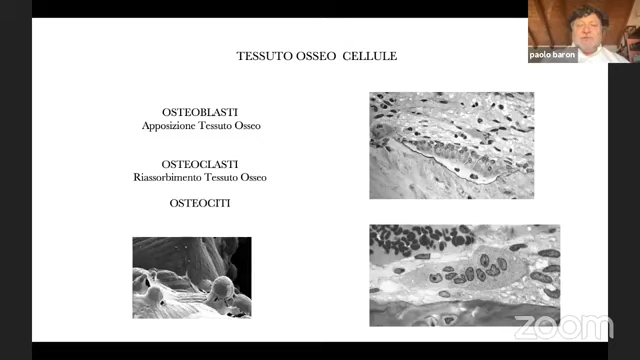 TESSUTO OSSEO CELLULE
paolo baron
OSTEOBLASTI
Apposizione Tessuto Osseo
OSTEOCLASTI
Riassorbimento Tessuto Osseo
OSTEOCITI
zoom